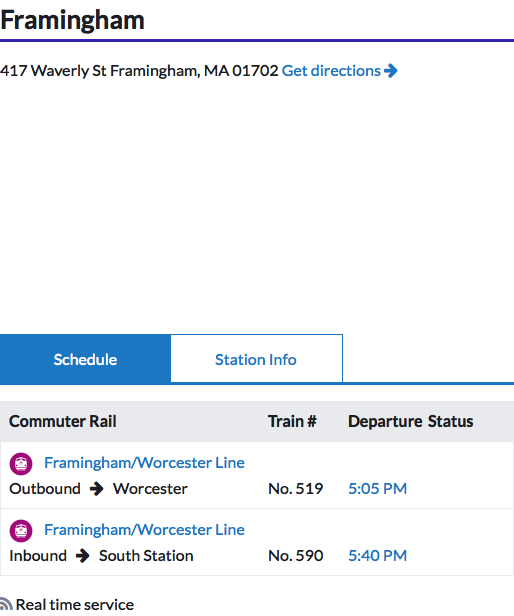 Framingham
417 Waverly St Framingham, MA 01702 Get directions
Schedule Station Info
Commuter Rail Train # Departure Status
Framingham/Worcester Line
Outbound Worcester No. 519 5:05 PM
Framingham/Worcester Line
Inbound South Station No. 590 5:40 PM
Real time service